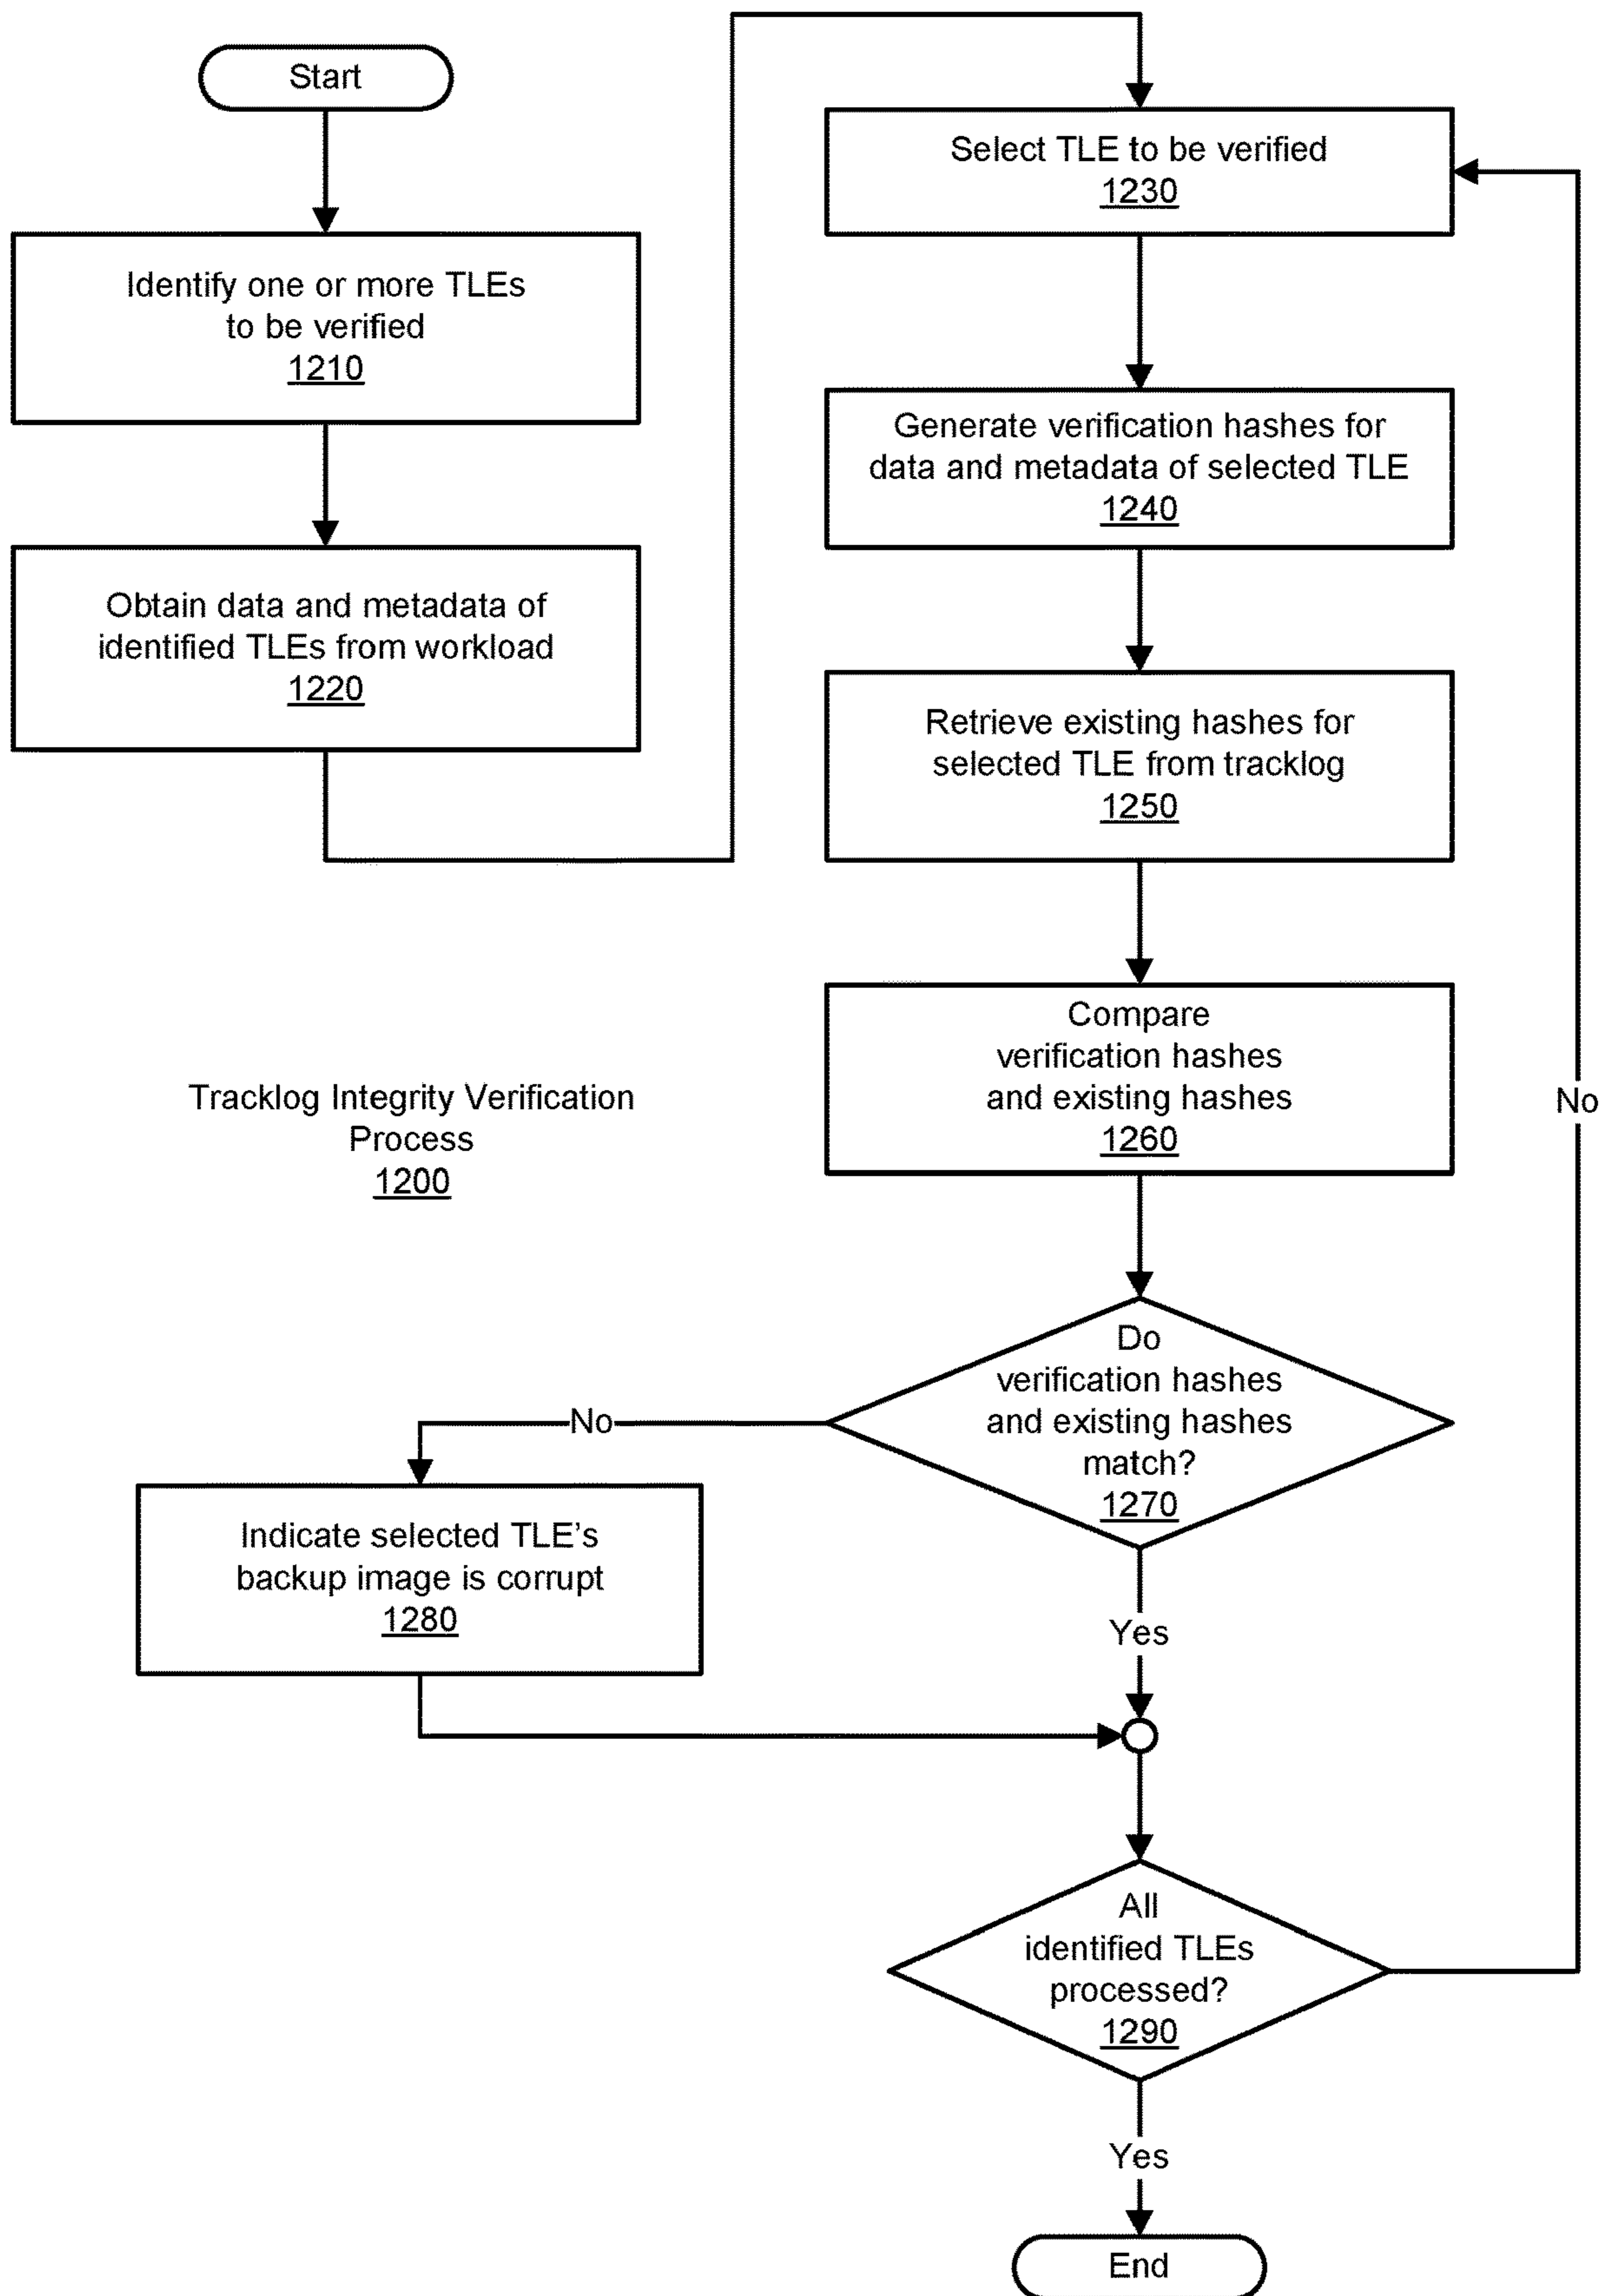 Start
Identify one or more TLEs
to be verified
1210
Obtain data and metadata of
identified TLEs from workload
1220
Select TLE to be verified
1230
Generate verification hashes for
data and metadata of selected TLE
1240
Retrieve existing hashes for
selected TLE from tracklog
1250
Compare
verification hashes
and existing hashes
1260
Tracklog Integrity Verification
Process
1200
No
Do
verification hashes
and existing hashes
match?
1270
No
Indicate selected TLE’s
backup image is corrupt
1280
Yes
All
identified TLEs
processed?
1290
Yes
End